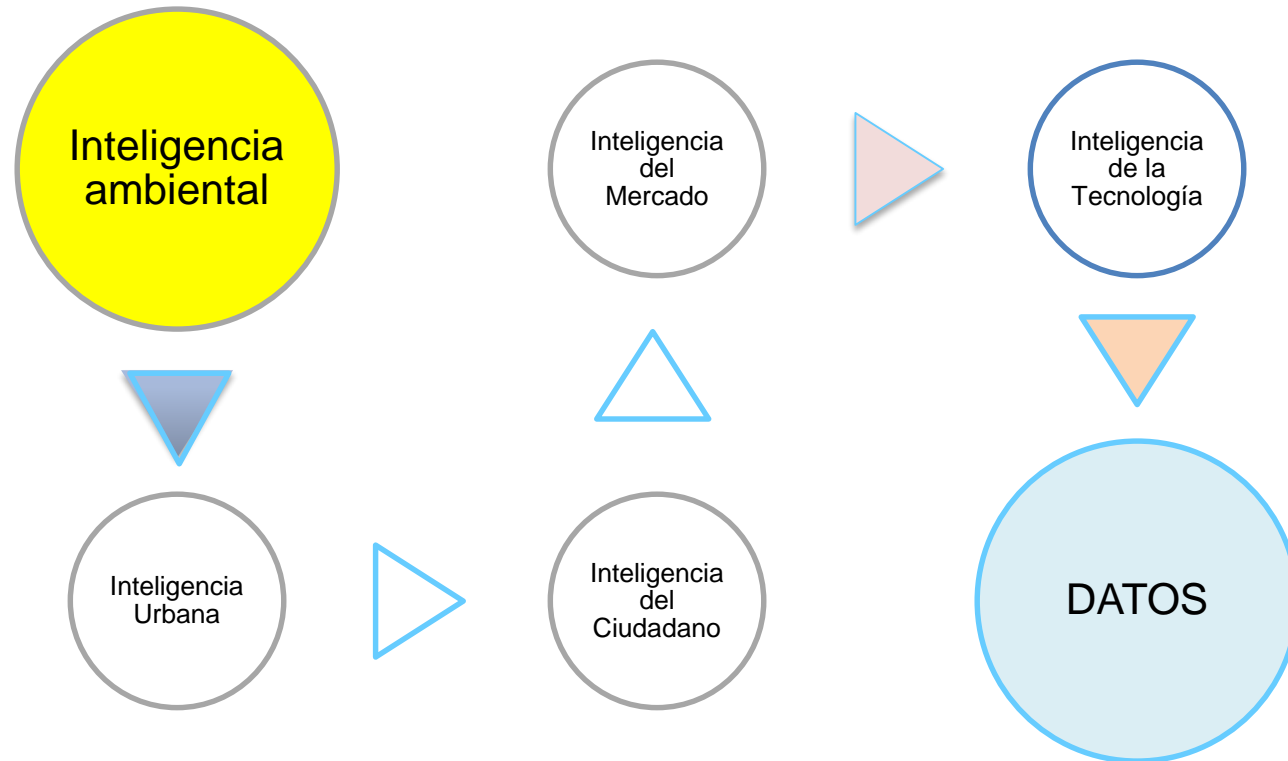 Inteligencia
ambiental
Inteligencia
Urbana
Inteligencia
del
Ciudadano
Inteligencia
del
Mercado
Inteligencia
de la
Tecnología
DATOS